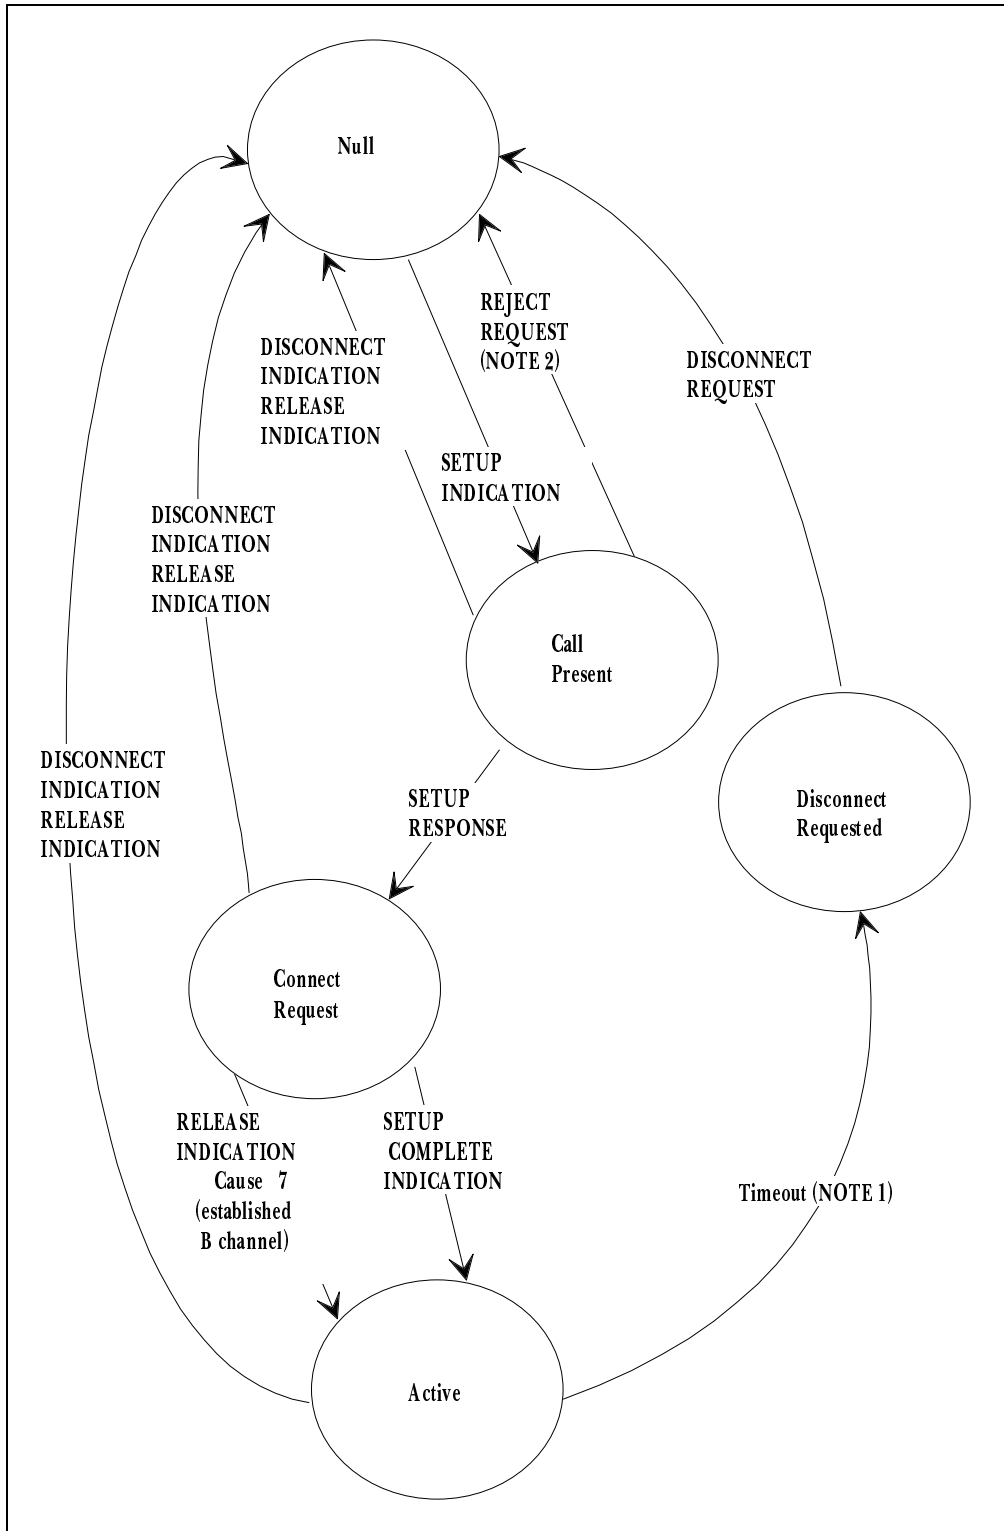 Null
REJECT
REQUEST
(NOTE 2)
DISCONNECT
INDICATION
RELEASE
INDICATION
DISCONNECT
REQUEST
SETUP
INDICATION
DISCONNECT
INDICATION
RELEASE
INDICATION
Call
Present
DISCONNECT
INDICATION
RELEASE
INDICATION
SETUP
RESPONSE
Disconnect
Requested
Connect
Request
RELEASE
INDICATION
Cause 7
(established
B channel)
SETUP
COMPLETE
INDICATION
Timeout (NOTE 1)
Active